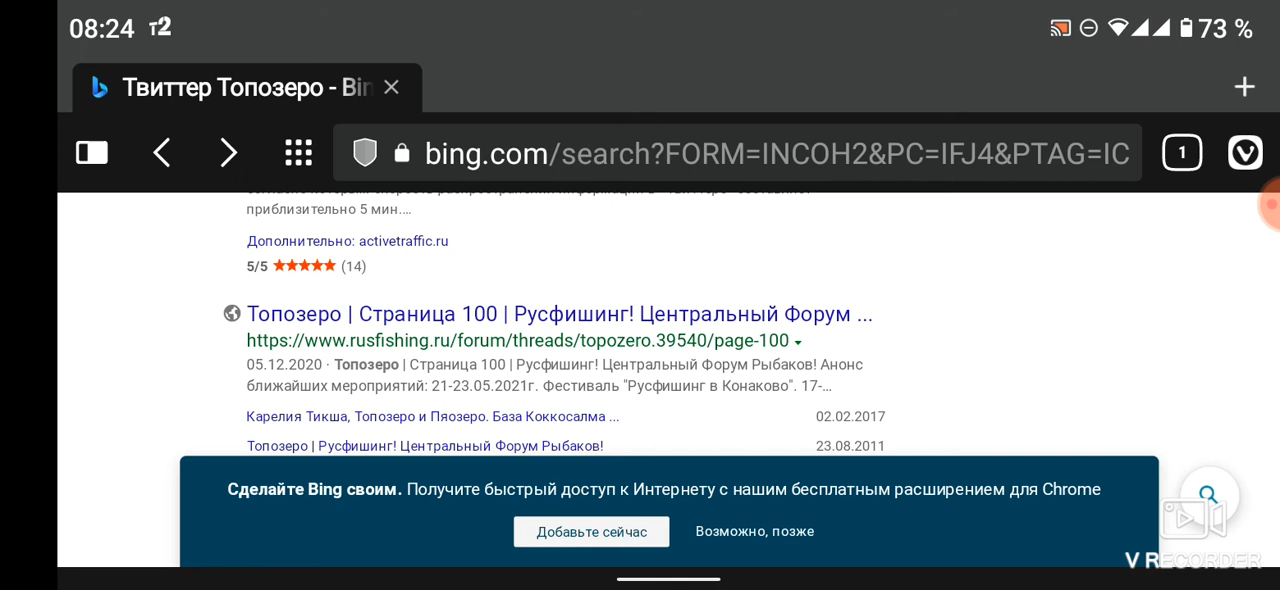 08:24 T2 73 %
Твиттер Топозеро - Bin
bing.com/search?FORM=INCOH2&PC=IFJ4&PTAG=IC 1
приблизительно 5 мин....
Дополнительно: activetraffic.ru
5/5 ★★★★★ (14)
Топозеро | Страница 100 | Русфишинг! Центральный Форум ...
https://www.rusfishing.ru/forum/threads/topozero.39540/page-100
05.12.2020 · Топозеро | Страница 100 | Русфишинг! Центральный Форум Рыбаков! Анонс
ближайших мероприятий: 21-23.05.2021г. Фестиваль "Русфишинг в Конаково". 17-...
Карелия Тикша, Топозеро и Пяозеро. База Коккосалма ... 02.02.2017
Топозеро | Русфишинг! Центральный Форум Рыбаков! 23.08.2011
Сделайте Bing своим. Получите быстрый доступ к Интернету с нашим бесплатным расширением для Chrome
Добавьте сейчас Возможно, позже
V RECORDER